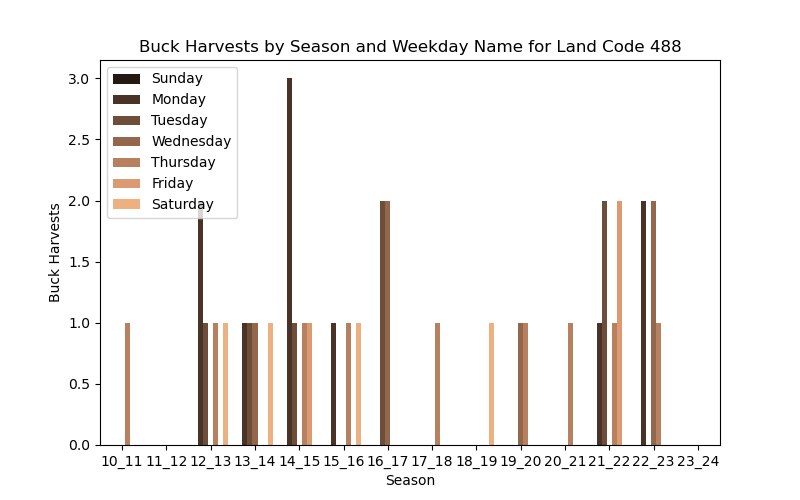 Buck Harvests by Season and Weekday Name for Land Code 488
Sunday
Monday
Tuesday
Wednesday
Thursday
Friday
Saturday
3.0
2.5
2.0
1.5
1.0
0.5
0.0
Buck Harvests
10_11 11_12 12_13 13_14 14_15 15_16 16_17 17_18 18_19 19_20 20_21 21_22 22_23 23_24
Season